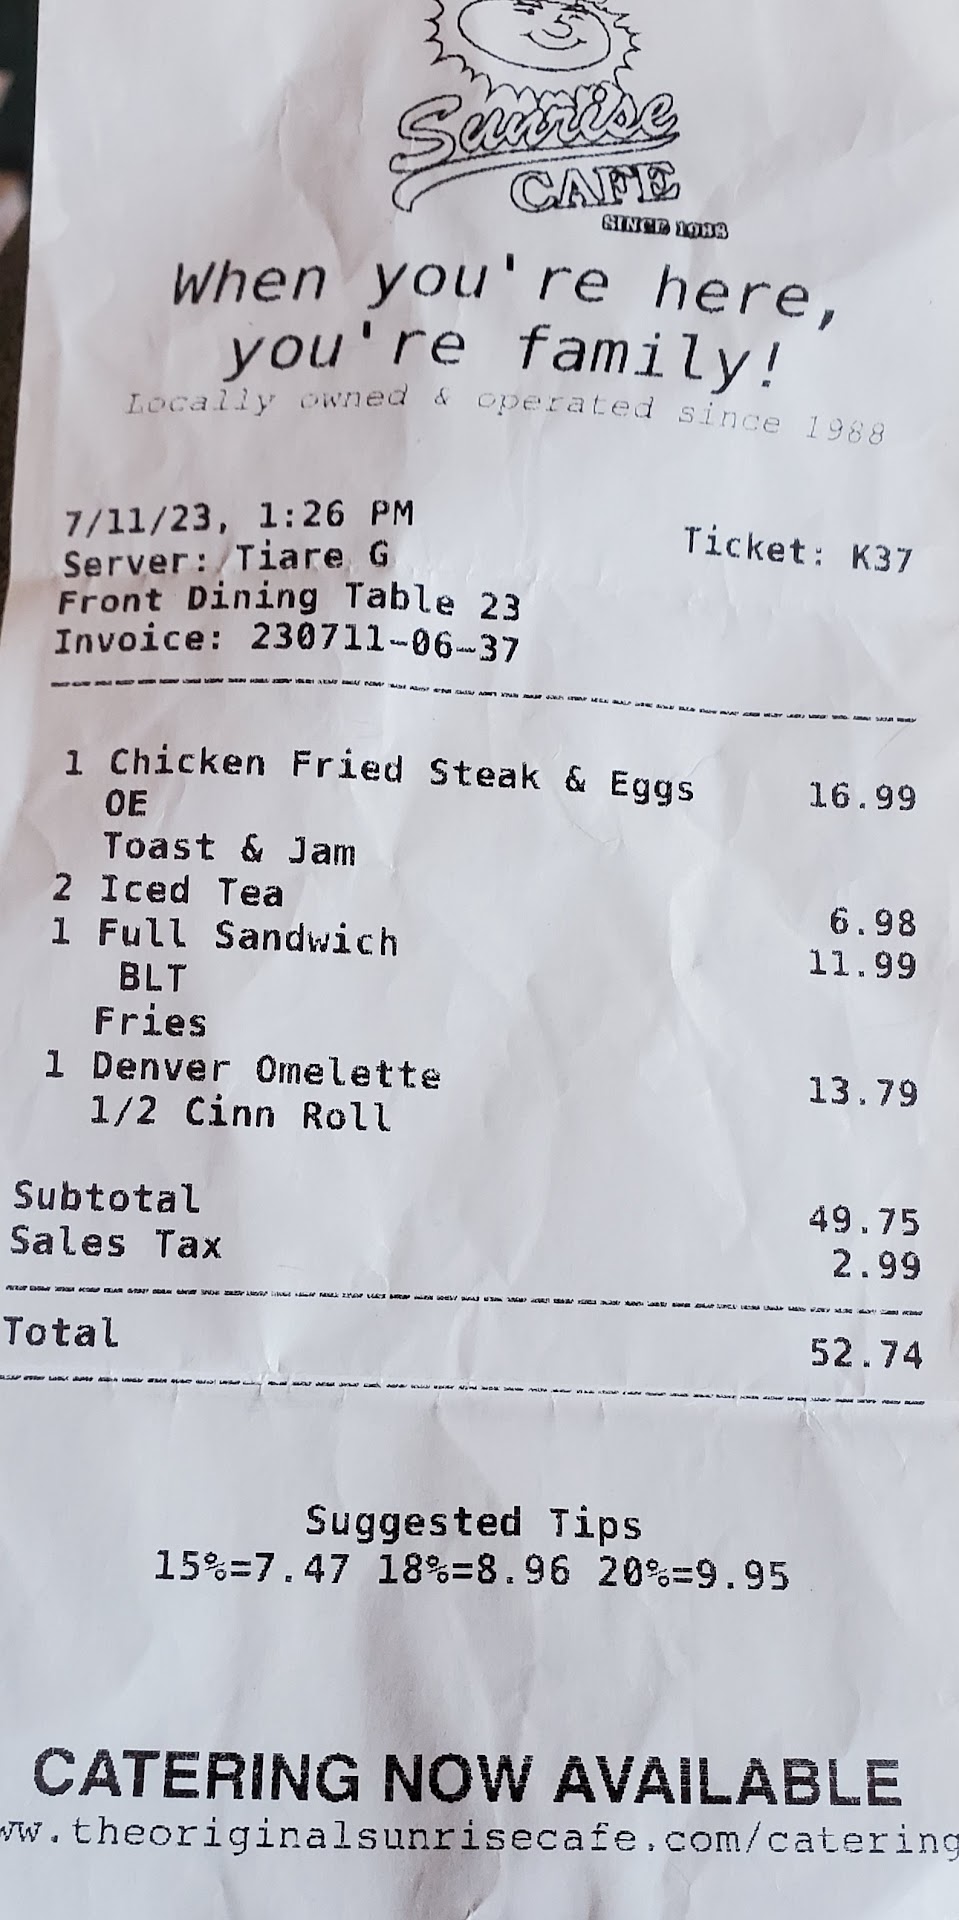 Sunrise
CAFE
SINCE 1988
When you're here,
you're family!
Locally owned & operated since 1988
7/11/23, 1:26 PM
Ticket: K37
Server: Tiare G
Front Dining Table 23
Invoice: 230711-06-37
1 Chicken Fried Steak & Eggs 16.99
OE
Toast & Jam
2 Iced Tea 6.98
1 Full Sandwich 11.99
BLT
Fries
1 Denver Omelette 13.79
1/2 Cinn Roll
Subtotal 49.75
Sales Tax 2.99
Total 52.74
Suggested Tips
15%=7.47 18%=8.96 20%=9.95
CATERING NOW AVAILABLE
ww.theoriginalsunrisecafe.com/catering